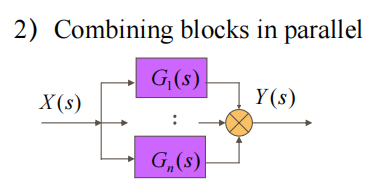 2) Combining blocks in parallel
G₁(s)
X(s)
Y(s)
:
Gₙ(s)